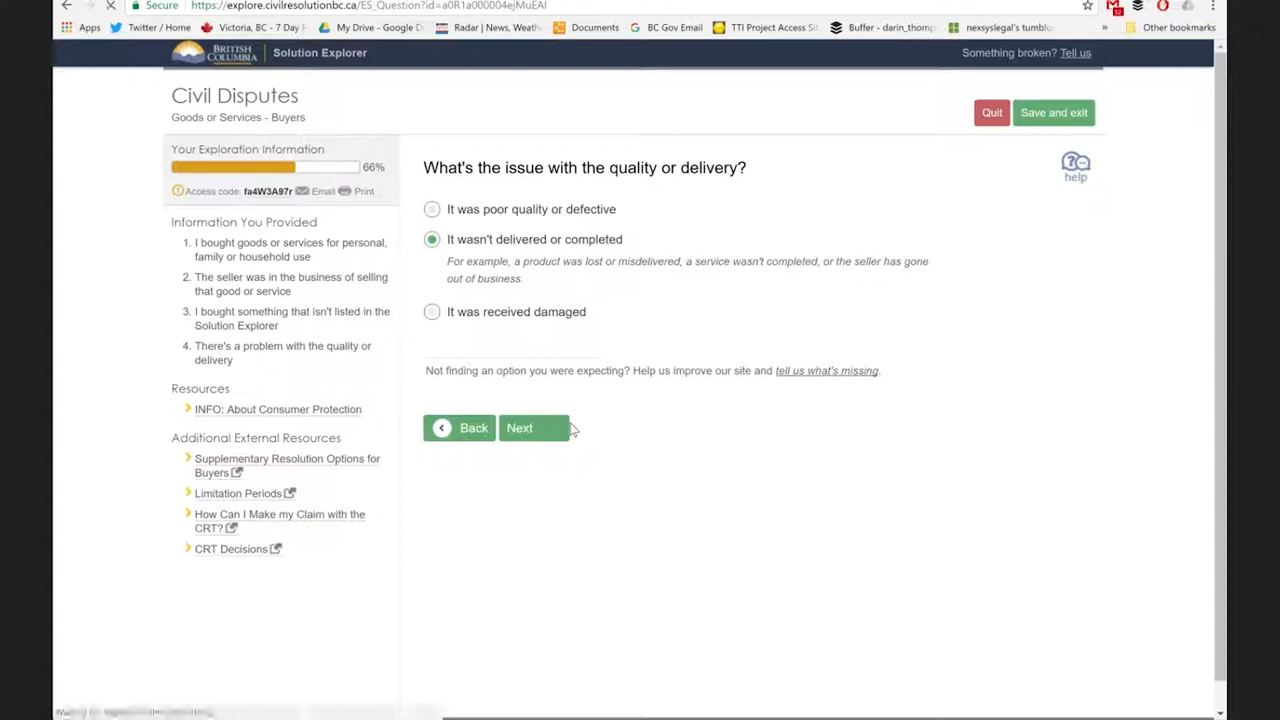 Secure
https://explore.civilresolutionbc.ca/ES_Question?id=a0R1a000004ejMuEAI
Apps Twitter / Home Victoria, BC - 7 Day My Drive - Google D Radar | News, Weath Documents BC Gov Email TTI Project Access Sit Buffer - darin_thomp nexsyslegal's tumblo » Other bookmarks
BRITISH
COLUMBIA
Solution Explorer
Something broken? Tell us
Civil Disputes
Goods or Services - Buyers
Quit
Save and exit
Your Exploration Information
66%
Access code: fa4W3A97r Email Print
Information You Provided
1. I bought goods or services for personal,
family or household use
2. The seller was in the business of selling
that good or service
3. I bought something that isn't listed in the
Solution Explorer
4. There's a problem with the quality or
delivery
Resources
INFO: About Consumer Protection
Additional External Resources
Supplementary Resolution Options for
Buyers
Limitation Periods
How Can I Make my Claim with the
CRT?
CRT Decisions
What's the issue with the quality or delivery?
help
It was poor quality or defective
It wasn't delivered or completed
For example, a product was lost or misdelivered, a service wasn't completed, or the seller has gone
out of business.
It was received damaged
Not finding an option you were expecting? Help us improve our site and tell us what's missing.
Back
Next